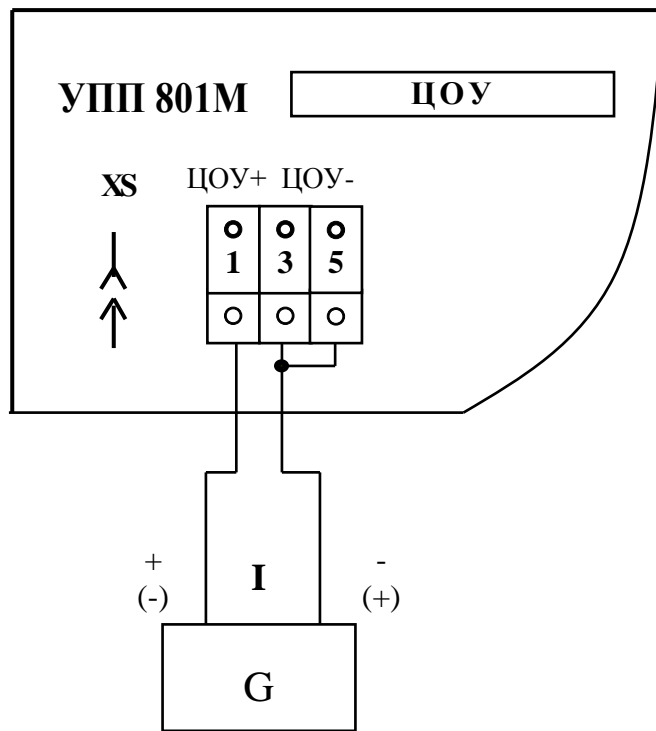 УПП 801М
ЦОУ
XS
ЦОУ+ ЦОУ-
1 3 5
+ -
(-) (+)
I
G